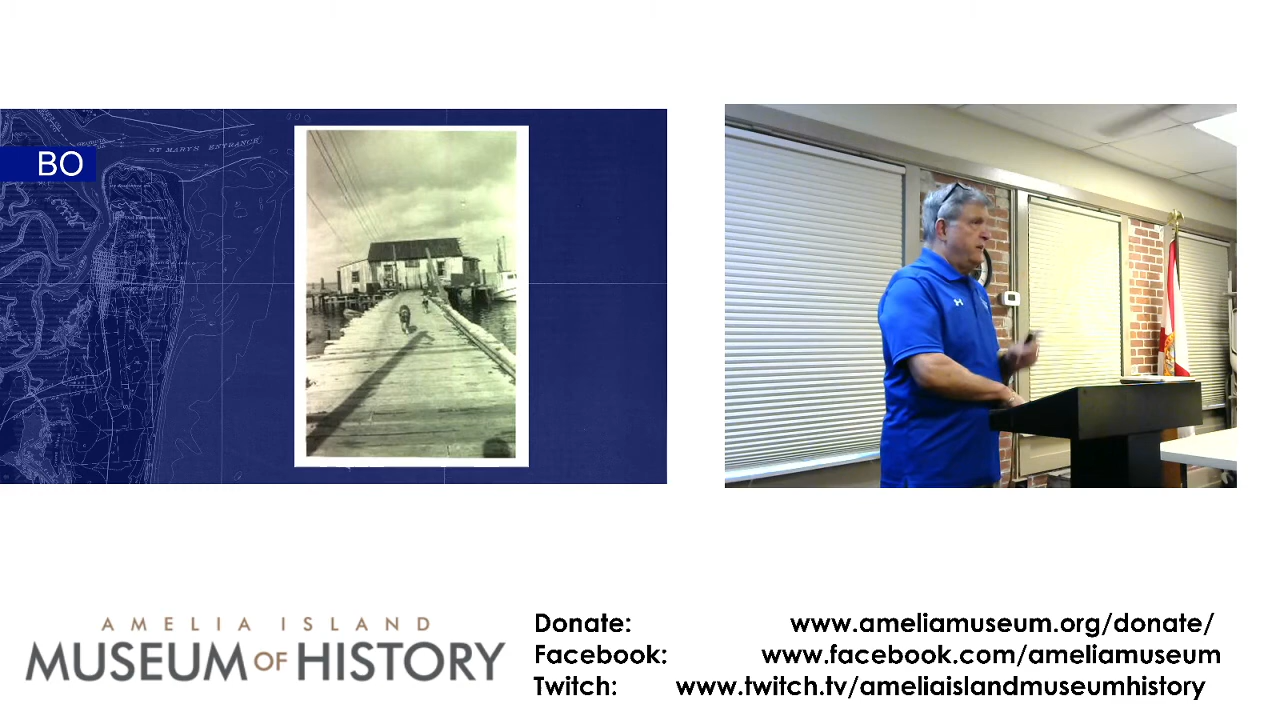 BO
ST MARYS ENTRANCE
AMELIA ISLAND
MUSEUM OF HISTORY
Donate: www.ameliamuseum.org/donate/
Facebook: www.facebook.com/ameliamuseum
Twitch: www.twitch.tv/ameliaislandmuseumhistory